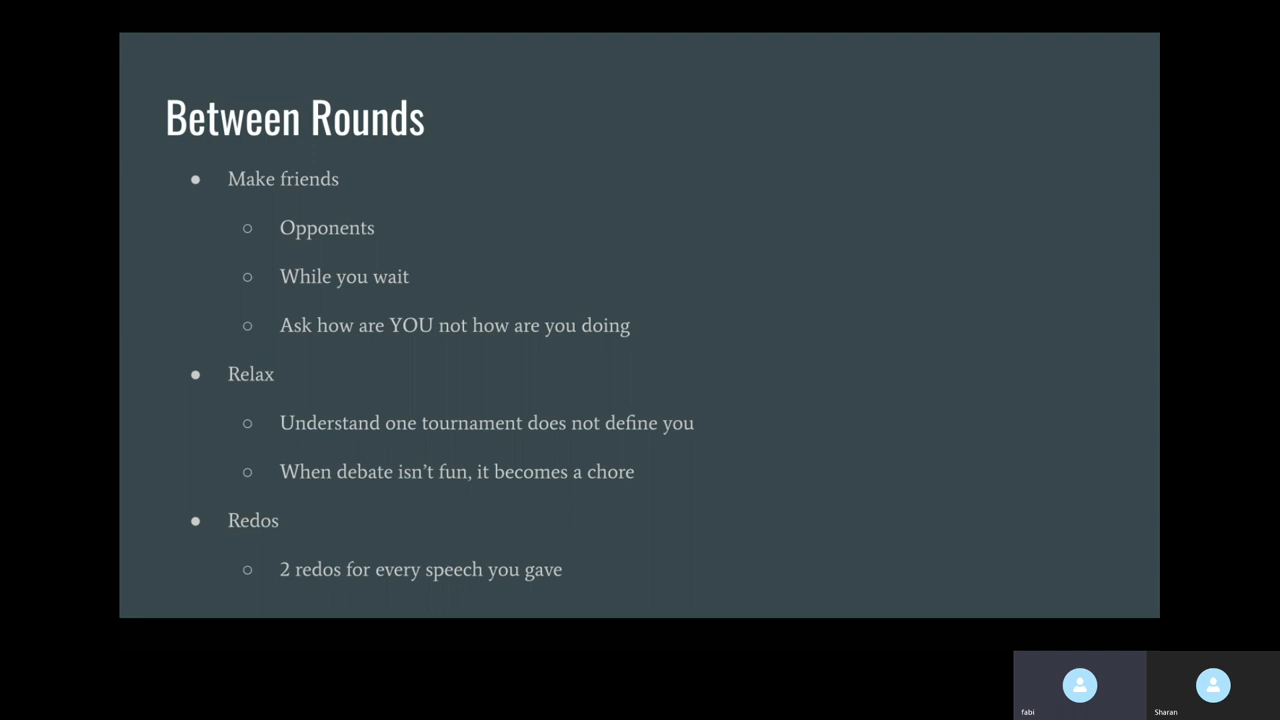 Between Rounds
● Make friends
○ Opponents
○ While you wait
○ Ask how are YOU not how are you doing
● Relax
○ Understand one tournament does not define you
○ When debate isn't fun, it becomes a chore
● Redos
○ 2 redos for every speech you gave
fabi
Sharan